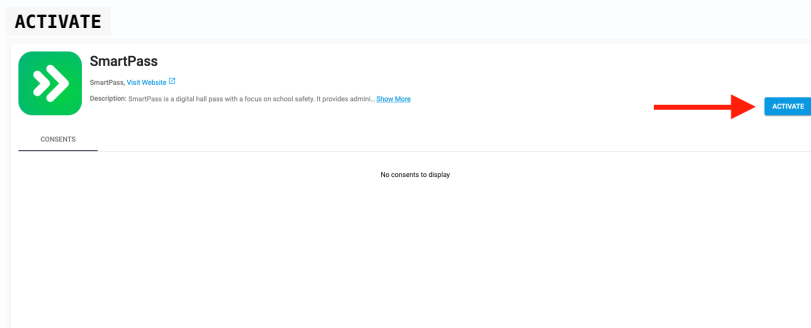 ACTIVATE
SmartPass
SmartPass, Visit Website
Description: SmartPass is a digital hall pass with a focus on school safety. It provides admini... Show More
ACTIVATE
CONSENTS
No consents to display